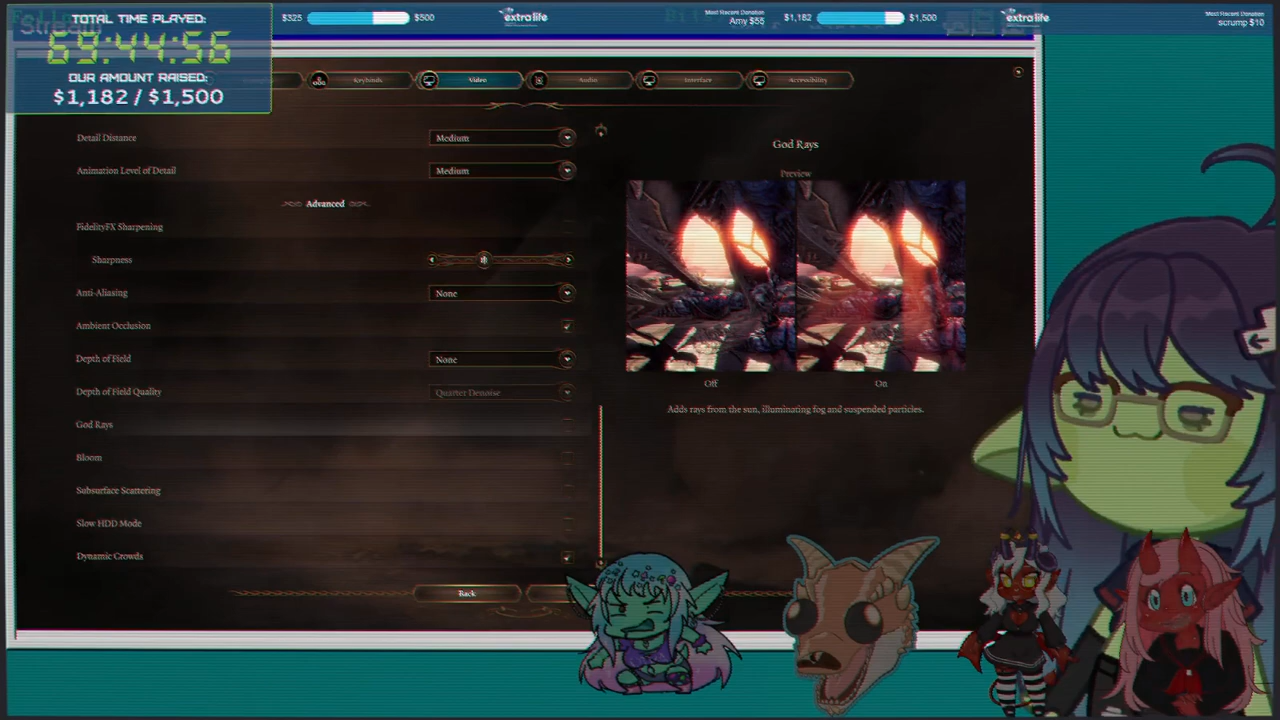 TOTAL TIME PLAYED:
69:44:56
OUR AMOUNT RAISED:
$1,182 / $1,500
$325
$500
extra life
Most Recent Donation
Amy $55
$1,182
$1,500
extra life
Most Recent Donation
scrump $10
Keybinds
Video
Audio
Interface
Accessibility
Detail Distance
Medium
Animation Level of Detail
Medium
Advanced
FidelityFX Sharpening
Sharpness
Anti-Aliasing
None
Ambient Occlusion
Depth of Field
None
Depth of Field Quality
Quarter Denoise
God Rays
Bloom
Subsurface Scattering
Slow HDD Mode
Dynamic Crowds
Back
God Rays
Preview
Off
On
Adds rays from the sun, illuminating fog and suspended particles.